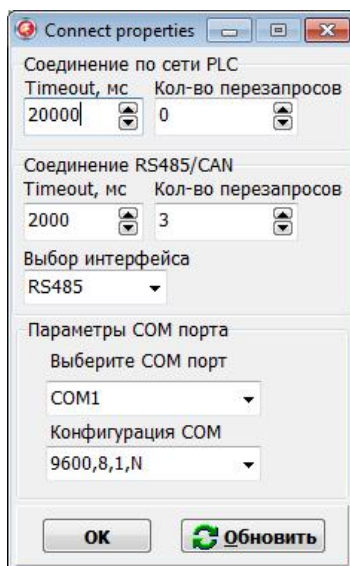 Connect properties
Соединение по сети PLC
Timeout, мс Кол-во перезапросов
20000 0
Соединение RS485/CAN
Timeout, мс Кол-во перезапросов
2000 3
Выбор интерфейса
RS485
Параметры COM порта
Выберите COM порт
COM1
Конфигурация COM
9600,8,1,N
OK Обновить